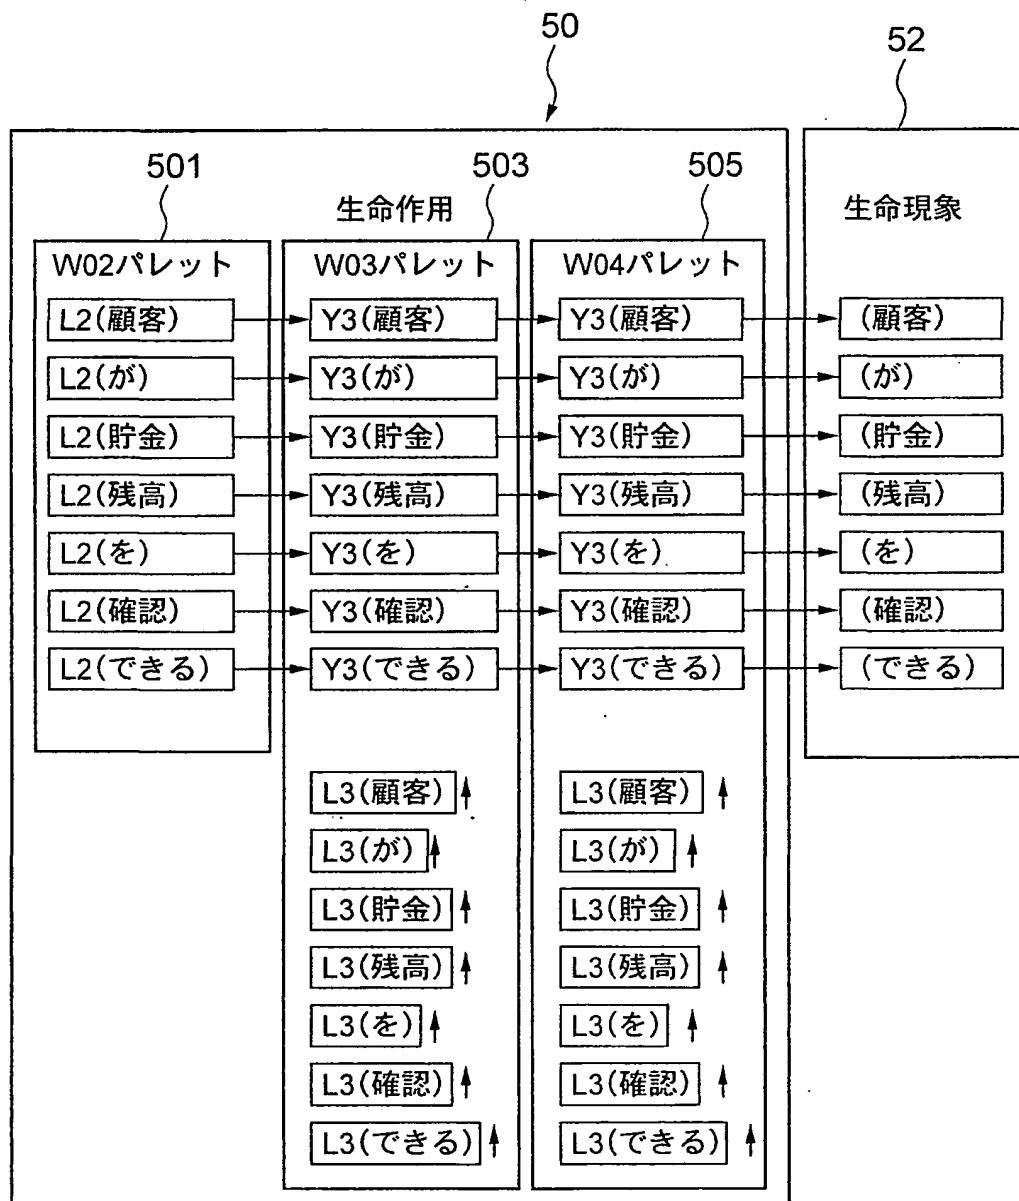 50
52
501
503
505
生命作用
生命現象
W02パレット
W03パレット
W04パレット
L2(顧客)
Y3(顧客)
Y3(顧客)
(顧客)
L2(が)
Y3(が)
Y3(が)
(が)
L2(貯金)
Y3(貯金)
Y3(貯金)
(貯金)
L2(残高)
Y3(残高)
Y3(残高)
(残高)
L2(を)
Y3(を)
Y3(を)
(を)
L2(確認)
Y3(確認)
Y3(確認)
(確認)
L2(できる)
Y3(できる)
Y3(できる)
(できる)
L3(顧客)
L3(顧客)
L3(が)
L3(が)
L3(貯金)
L3(貯金)
L3(残高)
L3(残高)
L3(を)
L3(を)
L3(確認)
L3(確認)
L3(できる)
L3(できる)